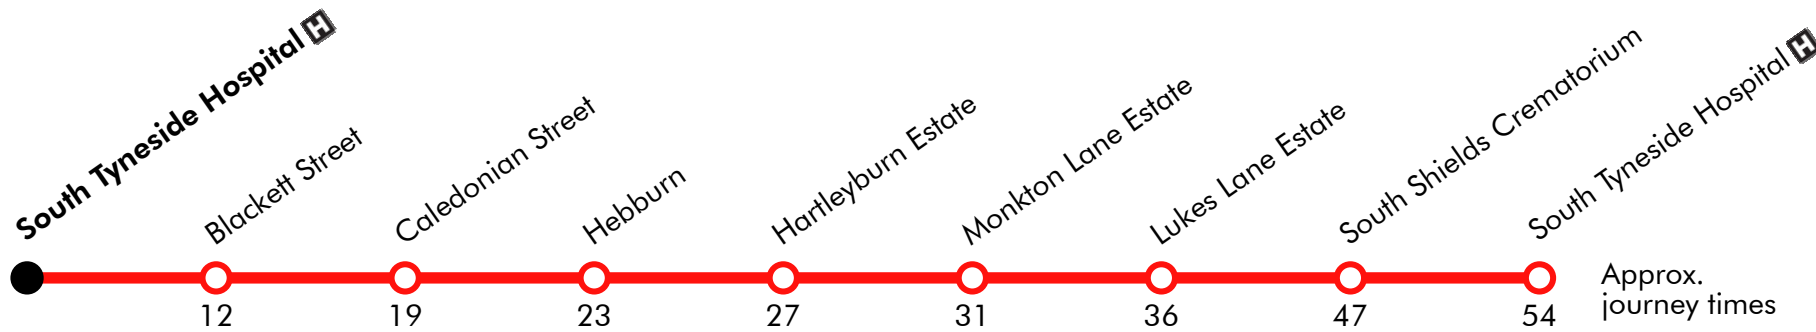 South Tyneside Hospital H
Blackett Street
Caledonian Street
Hebburn
Hartleyburn Estate
Monkton Lane Estate
Lukes Lane Estate
South Shields Crematorium
South Tyneside Hospital H
12 19 23 27 31 36 47 54
Approx.
journey times